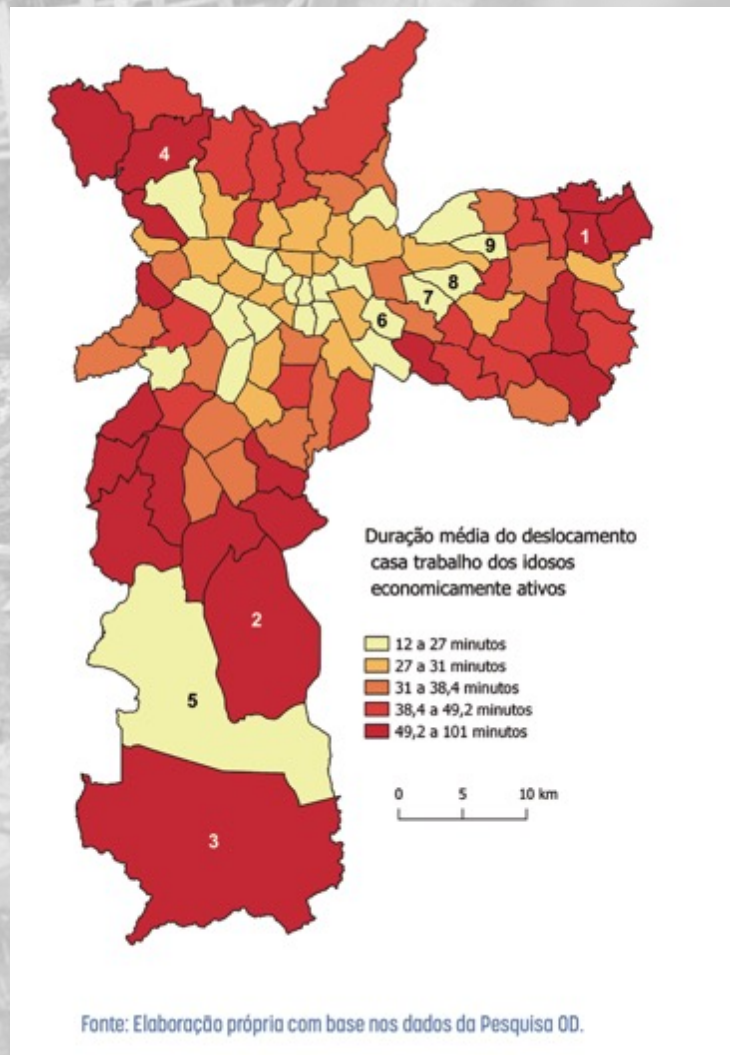 4
1
9
8
7
6
Duração média do deslocamento
casa trabalho dos idosos
economicamente ativos
12 a 27 minutos
27 a 31 minutos
31 a 38,4 minutos
38,4 a 49,2 minutos
49,2 a 101 minutos
2
5
0 5 10 km
3
Fonte: Elaboração própria com base nos dados da Pesquisa OD.